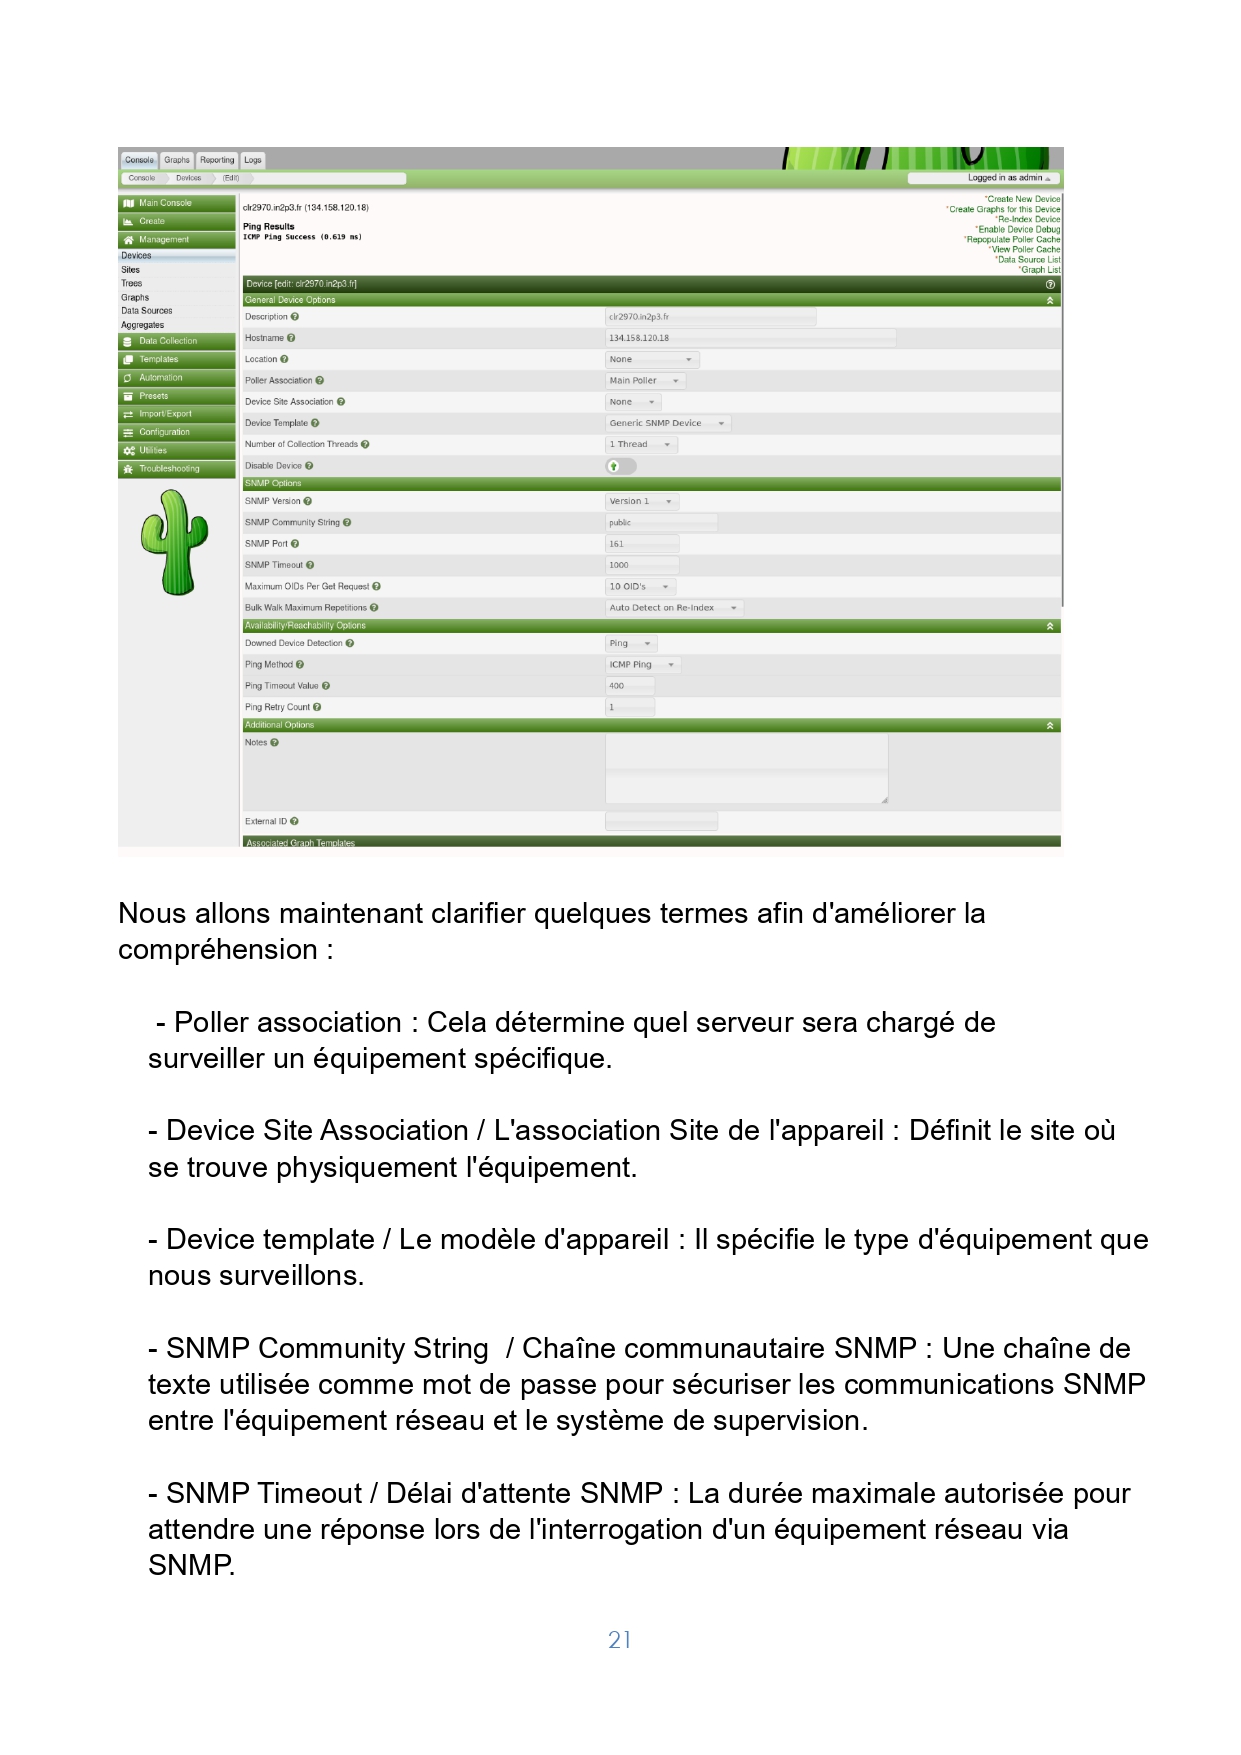 Console Graphs Reporting Logs
Console Devices (Edit)
Logged in as admin
Main Console
Create
Management
Devices
Sites
Trees
Graphs
Data Sources
Aggregates
Data Collection
Templates
Automation
Presets
Import/Export
Configuration
Utilities
Troubleshooting
clr2970.in2p3.fr (134.158.120.18)
Ping Results
ICMP Ping Success (0.619 ms)
*Create New Device
*Create Graphs for this Device
*Re-Index Device
*Enable Device Debug
*Repopulate Poller Cache
*View Poller Cache
*Data Source List
*Graph List
Device [edit: clr2970.in2p3.fr]
General Device Options
Description clr2970.in2p3.fr
Hostname 134.158.120.18
Location None
Poller Association Main Poller
Device Site Association None
Device Template Generic SNMP Device
Number of Collection Threads 1 Thread
Disable Device
SNMP Options
SNMP Version Version 1
SNMP Community String public
SNMP Port 161
SNMP Timeout 1000
Maximum OIDs Per Get Request 10 OID's
Bulk Walk Maximum Repetitions Auto Detect on Re-Index
Availability/Reachability Options
Downed Device Detection Ping
Ping Method ICMP Ping
Ping Timeout Value 400
Ping Retry Count 1
Additional Options
Notes
External ID
Associated Graph Templates
Nous allons maintenant clarifier quelques termes afin d'améliorer la
compréhension :
- Poller association : Cela détermine quel serveur sera chargé de
surveiller un équipement spécifique.
- Device Site Association / L'association Site de l'appareil : Définit le site où
se trouve physiquement l'équipement.
- Device template / Le modèle d'appareil : Il spécifie le type d'équipement que
nous surveillons.
- SNMP Community String  / Chaîne communautaire SNMP : Une chaîne de
texte utilisée comme mot de passe pour sécuriser les communications SNMP
entre l'équipement réseau et le système de supervision.
- SNMP Timeout / Délai d'attente SNMP : La durée maximale autorisée pour
attendre une réponse lors de l'interrogation d'un équipement réseau via
SNMP.
21